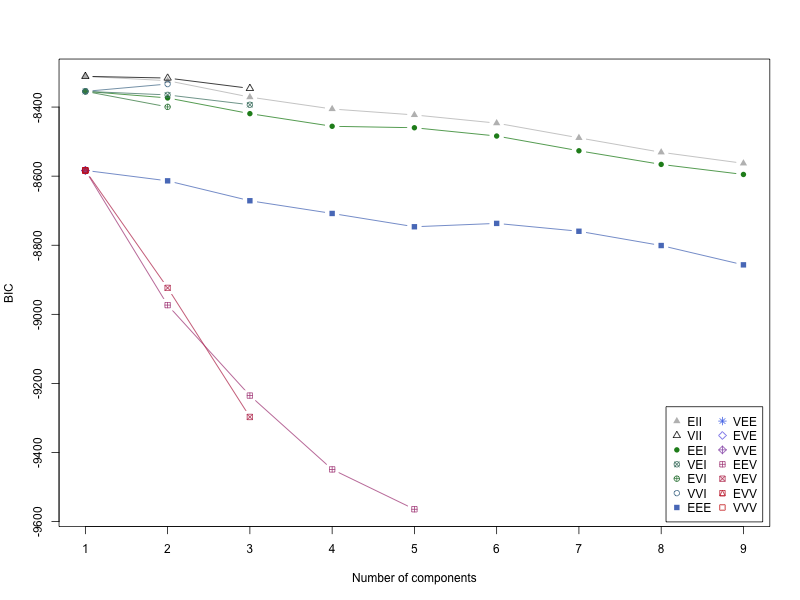 BIC
-8400
-8600
-8800
-9000
-9200
-9400
-9600
1 2 3 4 5 6 7 8 9
Number of components
EII VEE
VII EVE
EEI VVE
VEI EEV
EVI VEV
VVI EVV
EEE VVV